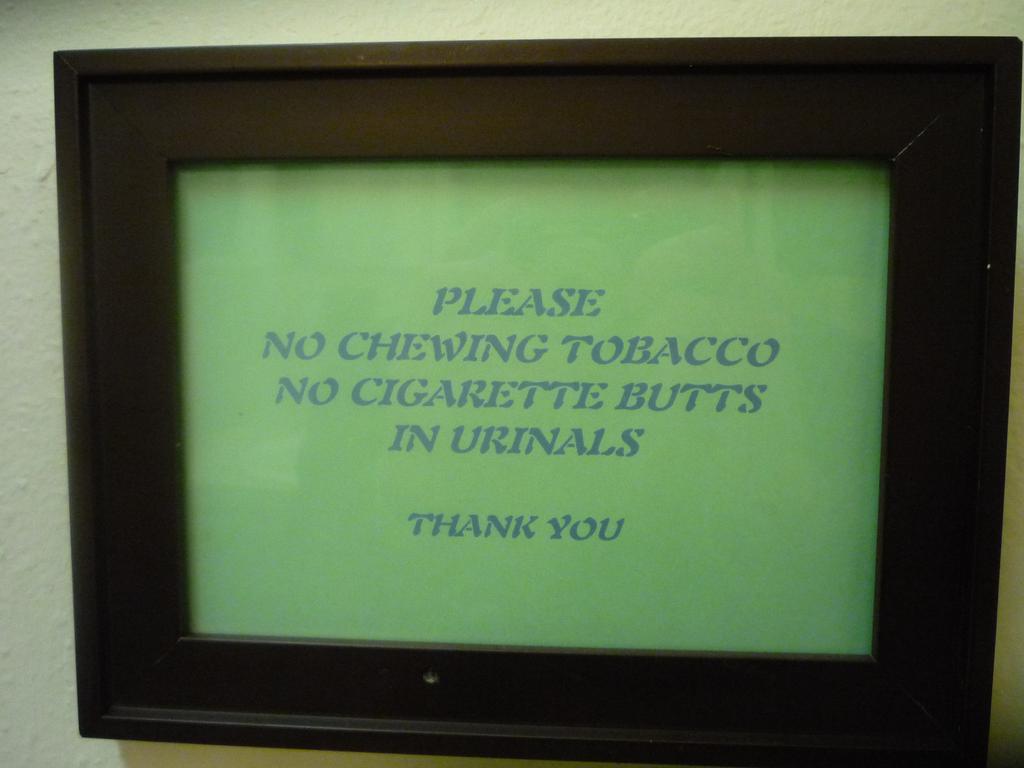 PLEASE
NO CHEWING TOBACCO
NO CIGARETTE BUTTS
IN URINALS
THANK YOU